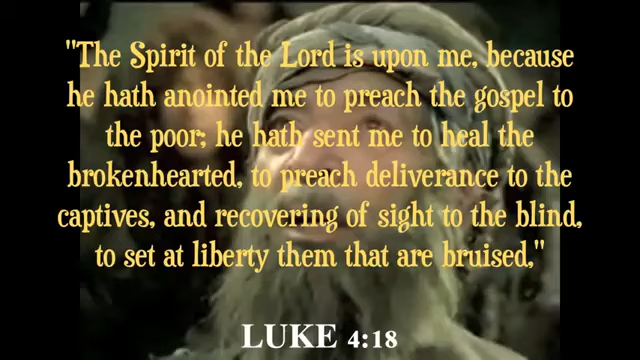 "The Spirit of the Lord is upon me, because
he hath anointed me to preach the gospel to
the poor; he hath sent me to heal the
brokenhearted, to preach deliverance to the
captives, and recovering of sight to the blind,
to set at liberty them that are bruised,"
LUKE 4:18